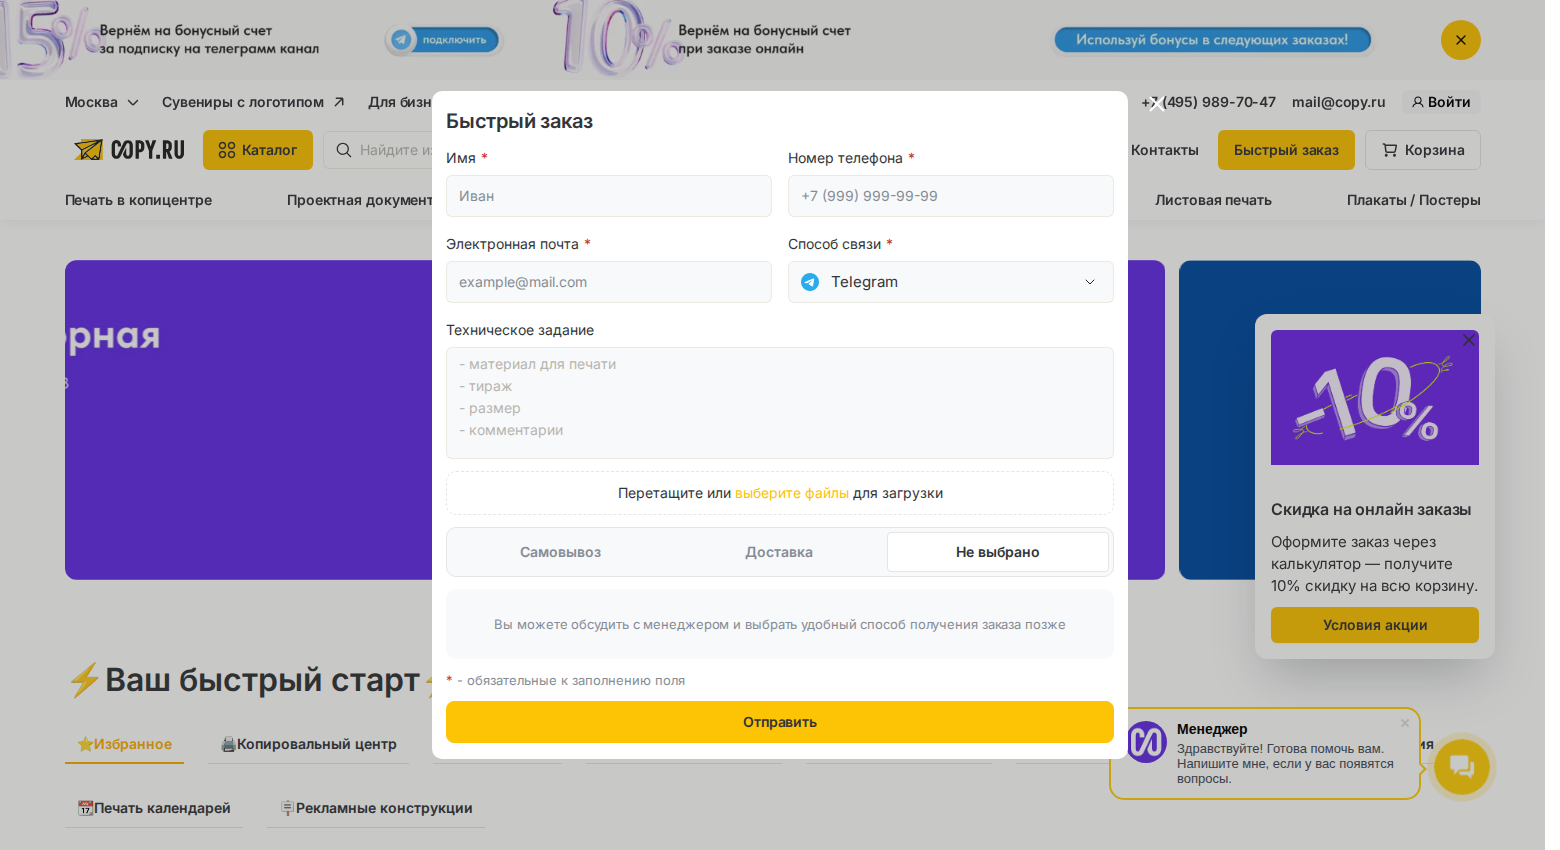 15%
Вернём на бонусный счет
за подписку на телеграмм канал
подключить
10%
Вернём на бонусный счет
при заказе онлайн
Используй бонусы в следующих заказах!
Москва
Сувениры с логотипом
Для бизн
+7 (495) 989-70-47
mail@copy.ru
Войти
COPY.RU
Каталог
Найдите из
Контакты
Быстрый заказ
Корзина
Печать в копицентре
Проектная документ
Листовая печать
Плакаты / Постеры
Быстрый заказ
Имя *
Номер телефона *
Иван
+7 (999) 999-99-99
Электронная почта *
Способ связи *
example@mail.com
Telegram
Техническое задание
- материал для печати
- тираж
- размер
- комментарии
Перетащите или выберите файлы для загрузки
Самовывоз
Доставка
Не выбрано
Вы можете обсудить с менеджером и выбрать удобный способ получения заказа позже
* - обязательные к заполнению поля
Отправить
орная
-10%
Скидка на онлайн заказы
Оформите заказ через
калькулятор — получите
10% скидку на всю корзину.
Условия акции
⚡Ваш быстрый старт⚡
⭐Избранное
Копировальный центр
ия
Печать календарей
Рекламные конструкции
Менеджер
Здравствуйте! Готова помочь вам.
Напишите мне, если у вас появятся
вопросы.